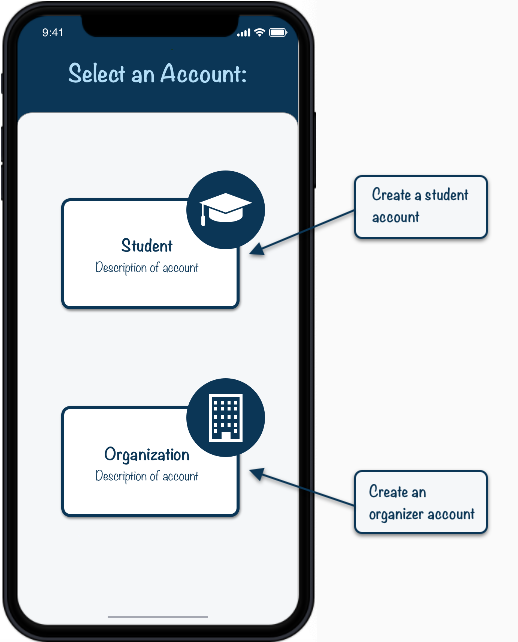 9:41
Select an Account:
Student
Description of account
Create a student
account
Organization
Description of account
Create an
organizer account